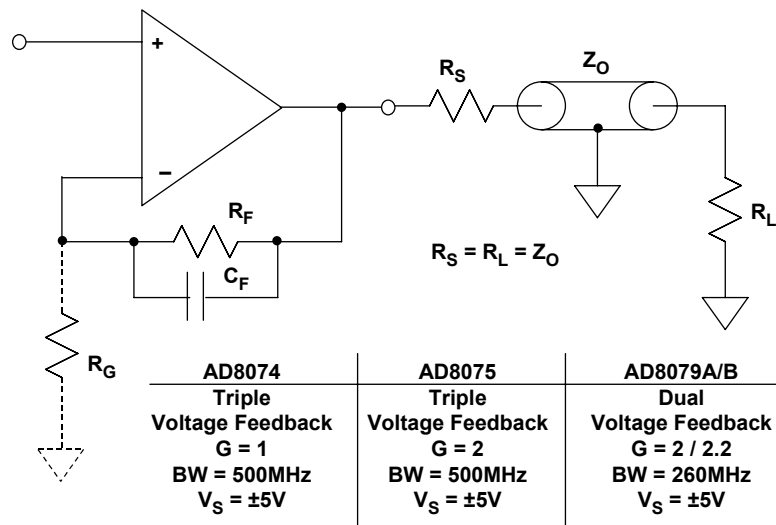 +
Z_O
R_S
−
R_F
R_L
R_S = R_L = Z_O
C_F
R_G
AD8074 AD8075 AD8079A/B
Triple Triple Dual
Voltage Feedback Voltage Feedback Voltage Feedback
G = 1 G = 2 G = 2 / 2.2
BW = 500MHz BW = 500MHz BW = 260MHz
V_S = ±5V V_S = ±5V V_S = ±5V